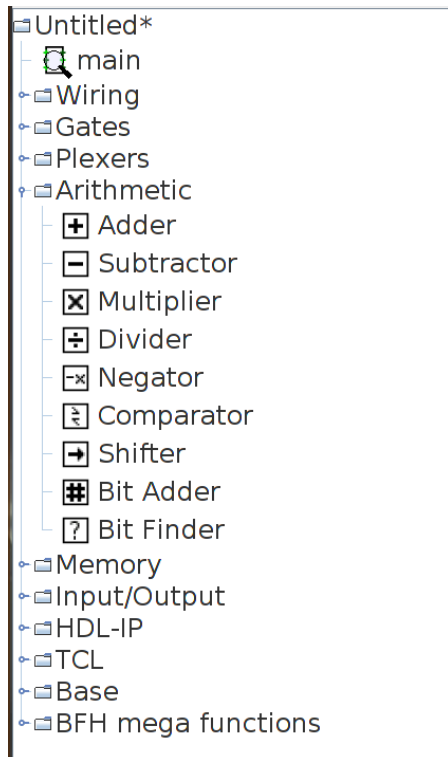 Untitled*
main
Wiring
Gates
Plexers
Arithmetic
+ Adder
− Subtractor
× Multiplier
÷ Divider
-x Negator
≥≤ Comparator
→ Shifter
# Bit Adder
? Bit Finder
Memory
Input/Output
HDL-IP
TCL
Base
BFH mega functions